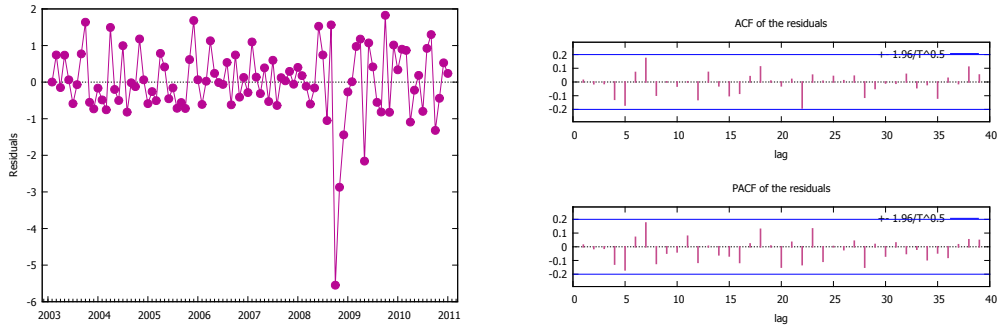 Residuals
2
1
0
-1
-2
-3
-4
-5
-6
2003 2004 2005 2006 2007 2008 2009 2010 2011
ACF of the residuals
+- 1.96/T^0.5
0.2
0.1
0
-0.1
-0.2
0 5 10 15 20 25 30 35 40
lag
PACF of the residuals
+- 1.96/T^0.5
0.2
0.1
0
-0.1
-0.2
0 5 10 15 20 25 30 35 40
lag